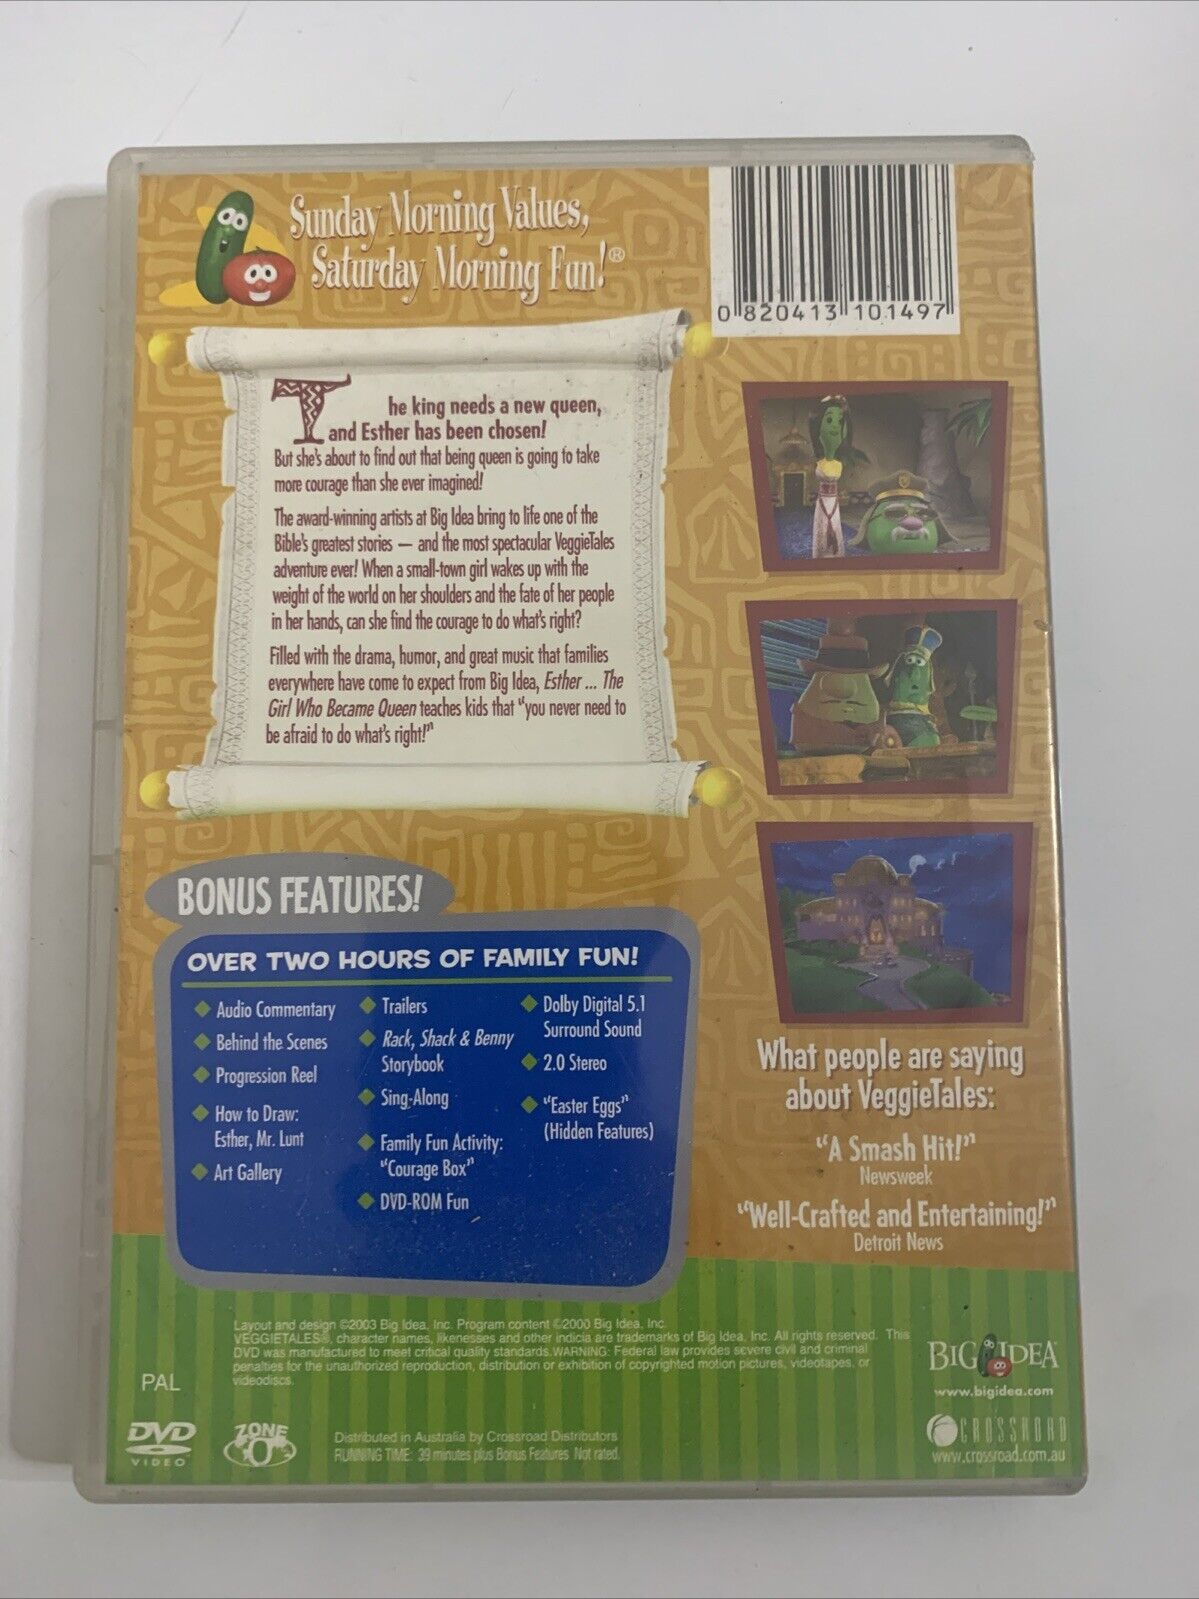 Sunday Morning Values,
Saturday Morning Fun!®
0 820413 101497
The king needs a new queen,
and Esther has been chosen!
But she's about to find out that being queen is going to take
more courage than she ever imagined!
The award-winning artists at Big Idea bring to life one of the
Bible's greatest stories — and the most spectacular VeggieTales
adventure ever! When a small-town girl wakes up with the
weight of the world on her shoulders and the fate of her people
in her hands, can she find the courage to do what's right?
Filled with the drama, humor, and great music that families
everywhere have come to expect from Big Idea, Esther ... The
Girl Who Became Queen teaches kids that "you never need to
be afraid to do what's right!"
BONUS FEATURES!
OVER TWO HOURS OF FAMILY FUN!
Audio Commentary
Behind the Scenes
Progression Reel
How to Draw:
Esther, Mr. Lunt
Art Gallery
Trailers
Rack, Shack & Benny
Storybook
Sing-Along
Family Fun Activity:
"Courage Box"
DVD-ROM Fun
Dolby Digital 5.1
Surround Sound
2.0 Stereo
"Easter Eggs"
(Hidden Features)
What people are saying
about VeggieTales:
"A Smash Hit!"
Newsweek
"Well-Crafted and Entertaining!"
Detroit News
Layout and design ©2003 Big Idea, Inc. Program content ©2000 Big Idea, Inc.
VEGGIETALES®, character names, likenesses and other indicia are trademarks of Big Idea, Inc. All rights reserved. This
DVD was manufactured to meet critical quality standards.WARNING: Federal law provides severe civil and criminal
penalties for the unauthorized reproduction, distribution or exhibition of copyrighted motion pictures, videotapes, or
videodiscs.
PAL
DVD
VIDEO
ZONE
0
Distributed in Australia by Crossroad Distributors
RUNNING TIME: 39 minutes plus Bonus Features Not rated.
BIG IDEA
www.bigidea.com
CROSSROAD
www.crossroad.com.au